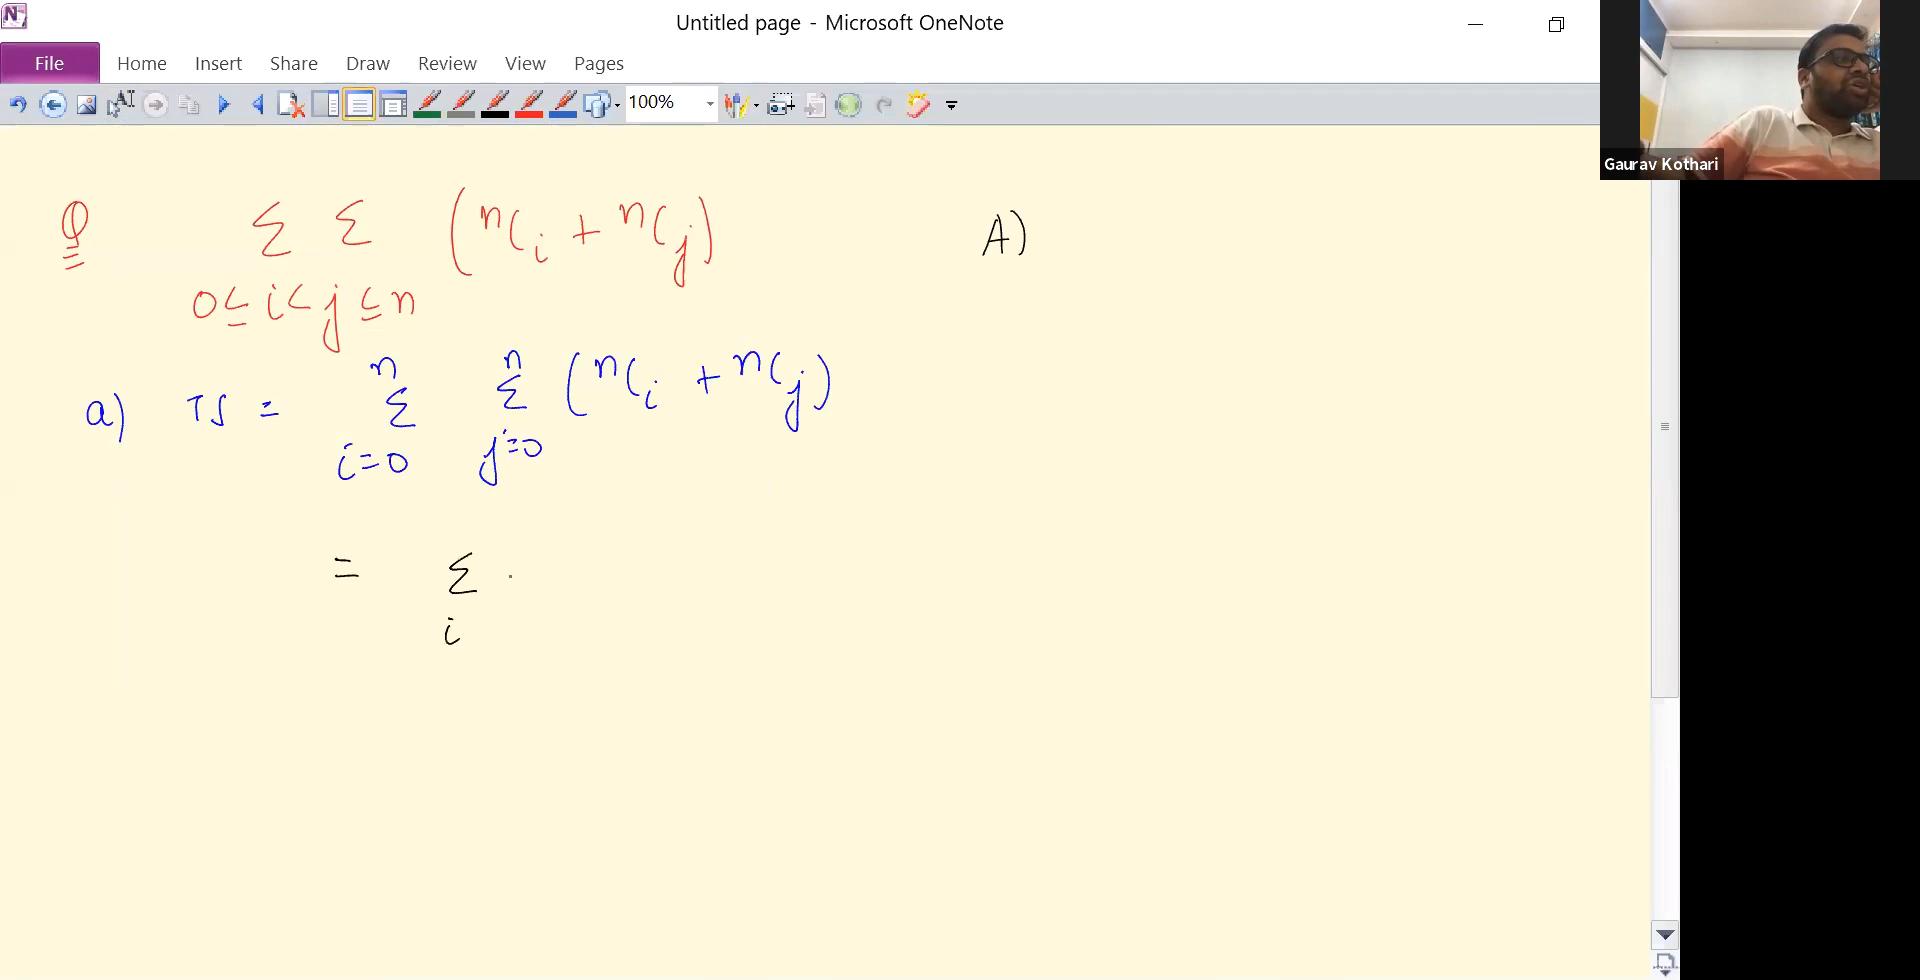 Untitled page - Microsoft OneNote
File Home Insert Share Draw Review View Pages
100%
Gaurav Kothari
Q Σ Σ (ⁿCᵢ + ⁿCⱼ)
0≤i<j≤n
A)
a) TS = n Σ i=0 n Σ j=0 (ⁿCᵢ + ⁿCⱼ)
= Σ
i